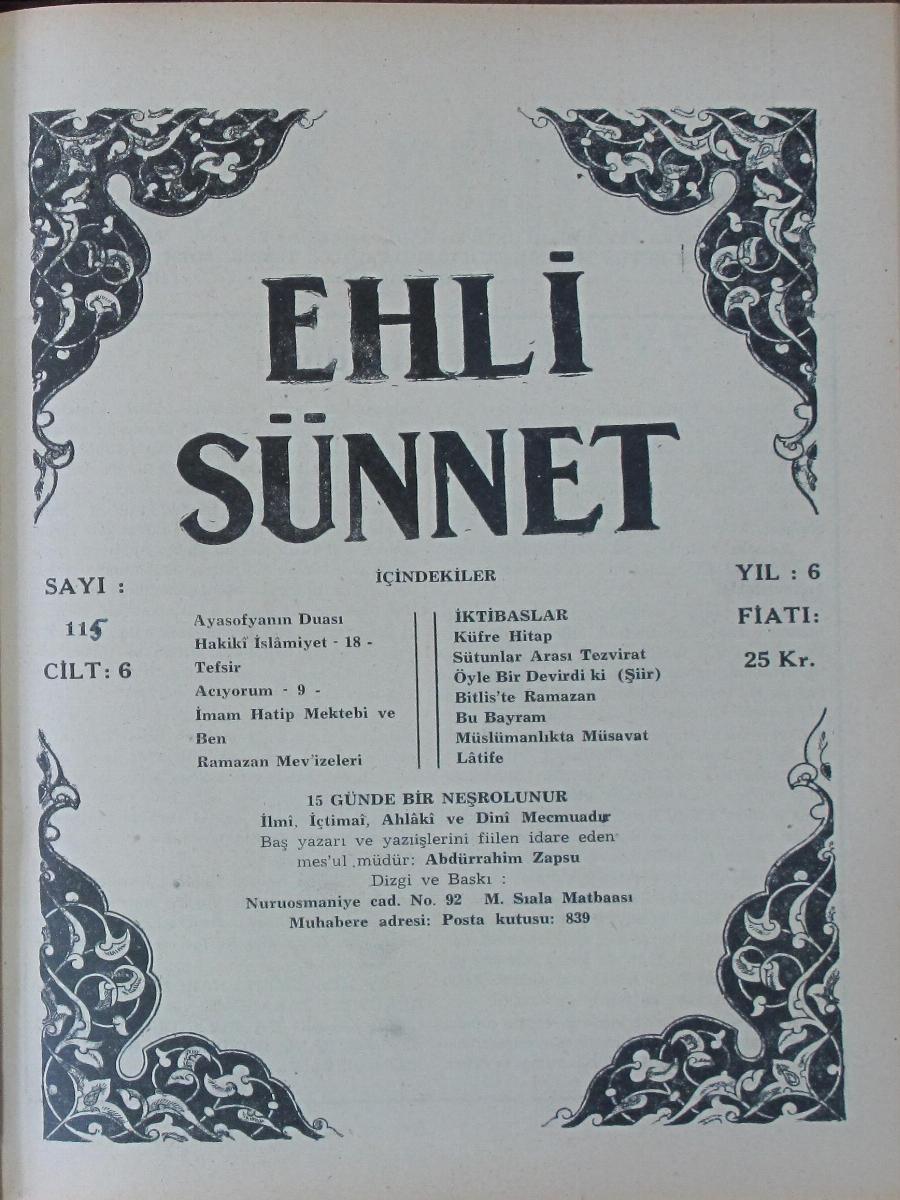 EHLİ
SÜNNET
SAYI :
115
CİLT: 6
İÇİNDEKİLER
YIL : 6
FİATI:
25 Kr.
Ayasofyanın Duası
Hakikî İslâmiyet - 18 -
Tefsir
Acıyorum - 9 -
İmam Hatip Mektebi ve
Ben
Ramazan Mev'izeleri
İKTİBASLAR
Küfre Hitap
Sütunlar Arası Tezvirat
Öyle Bir Devirdi ki (Şiir)
Bitlis'te Ramazan
Bu Bayram
Müslümanlıkta Müsavat
Lâtife
15 GÜNDE BİR NEŞROLUNUR
İlmî, İçtimaî, Ahlâkî ve Dinî Mecmuadır
Baş yazarı ve yazıişlerini fiilen idare eden
mes'ul müdür: Abdürrahim Zapsu
Dizgi ve Baskı :
Nuruosmaniye cad. No. 92 M. Sıala Matbaası
Muhabere adresi: Posta kutusu: 839